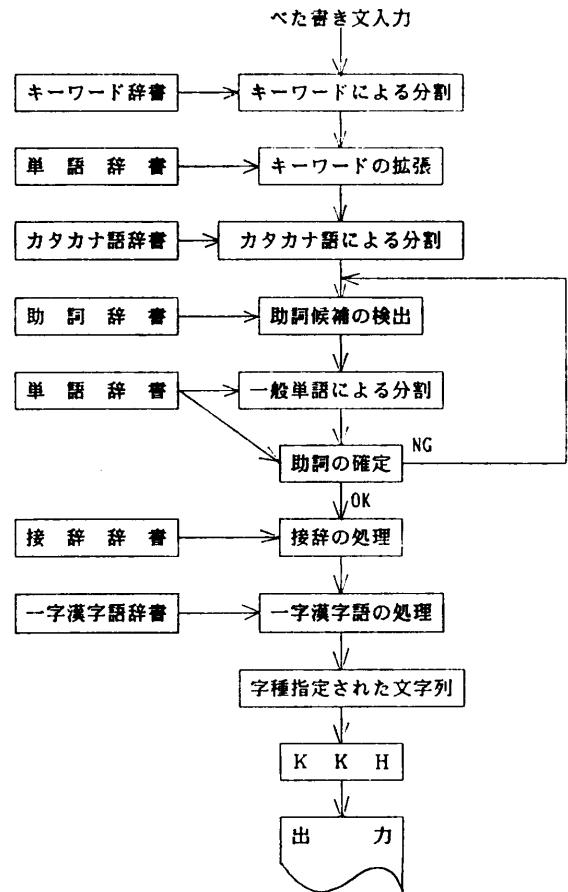 べた書き文入力
キーワード辞書
キーワードによる分割
単語辞書
キーワードの拡張
カタカナ語辞書
カタカナ語による分割
助詞辞書
助詞候補の検出
単語辞書
一般単語による分割
助詞の確定
NG
OK
接辞辞書
接辞の処理
一字漢字語辞書
一字漢字語の処理
字種指定された文字列
K K H
出力